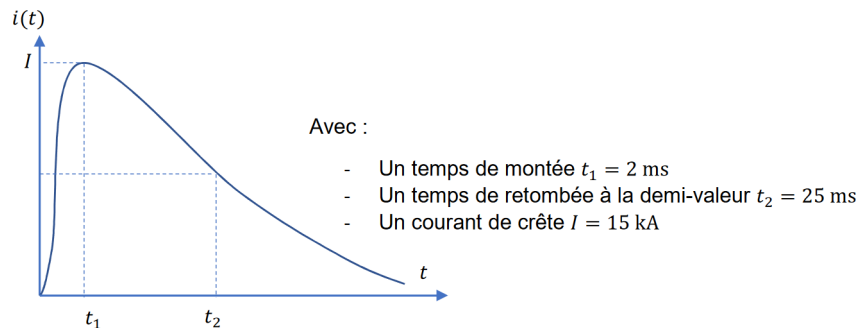 i(t)
I
Avec :
- Un temps de montée t₁ = 2 ms
- Un temps de retombée à la demi-valeur t₂ = 25 ms
- Un courant de crête I = 15 kA
t
t₁
t₂